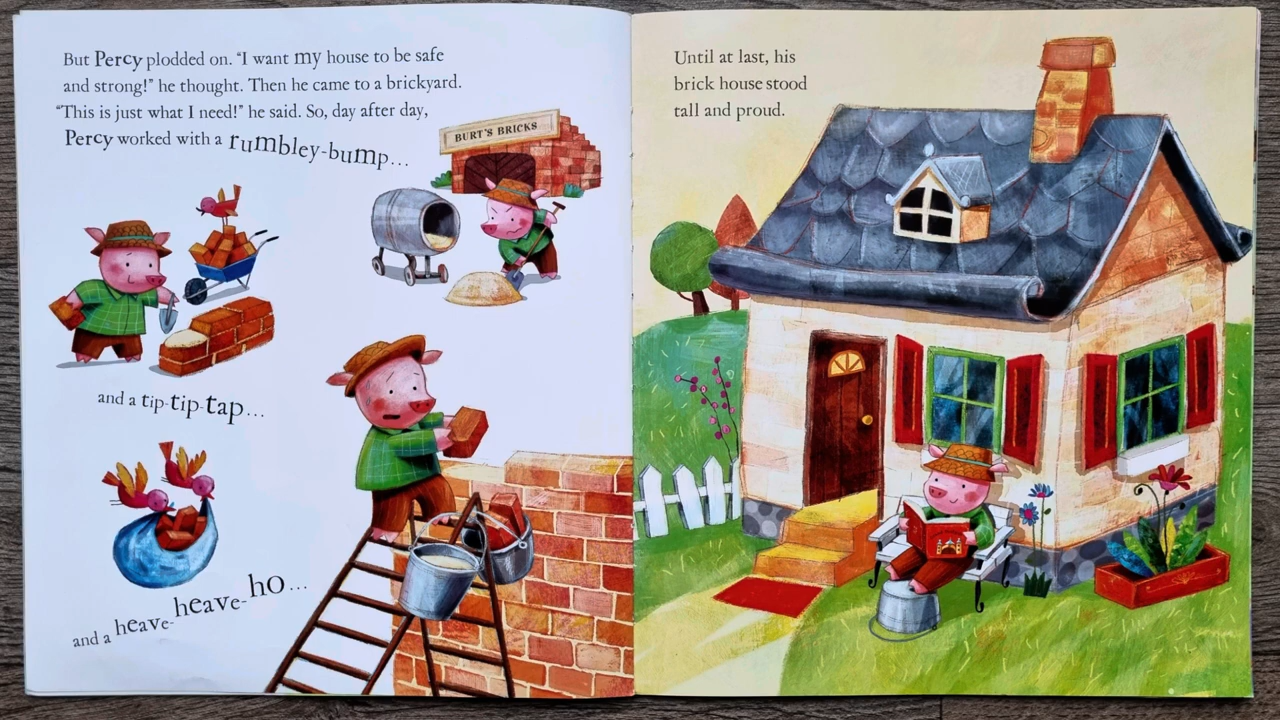 But Percy plodded on. “I want my house to be safe
and strong!” he thought. Then he came to a brickyard.
“This is just what I need!” he said. So, day after day,
Percy worked with a rumbley-bump...
BURT'S BRICKS
and a tip-tip-tap...
and a heave-heave-ho...
Until at last, his
brick house stood
tall and proud.